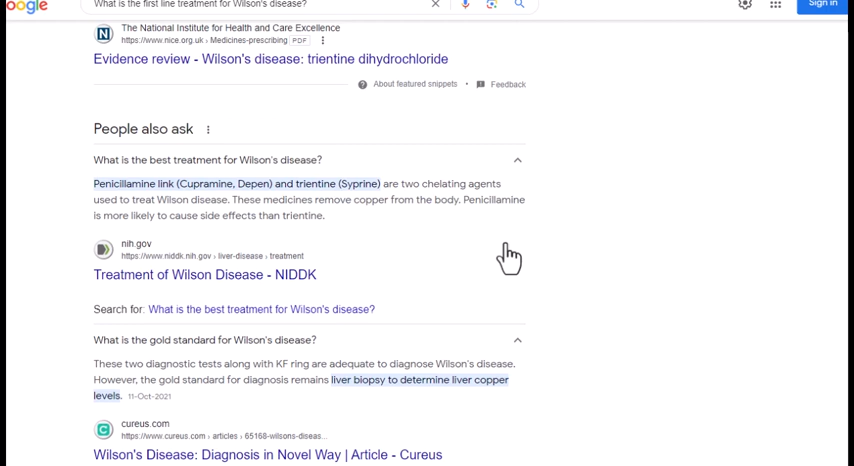 oogle
What is the first line treatment for Wilson's disease?
Sign in
The National Institute for Health and Care Excellence
https://www.nice.org.uk › Medicines-prescribing PDF
Evidence review - Wilson's disease: trientine dihydrochloride
About featured snippets • Feedback
People also ask
What is the best treatment for Wilson's disease?
Penicillamine link (Cupramine, Depen) and trientine (Syprine) are two chelating agents
used to treat Wilson disease. These medicines remove copper from the body. Penicillamine
is more likely to cause side effects than trientine.
nih.gov
https://www.niddk.nih.gov › liver-disease › treatment
Treatment of Wilson Disease - NIDDK
Search for: What is the best treatment for Wilson's disease?
What is the gold standard for Wilson's disease?
These two diagnostic tests along with KF ring are adequate to diagnose Wilson's disease.
However, the gold standard for diagnosis remains liver biopsy to determine liver copper
levels. 11-Oct-2021
cureus.com
https://www.cureus.com › articles › 65168-wilsons-diseas...
Wilson's Disease: Diagnosis in Novel Way | Article - Cureus